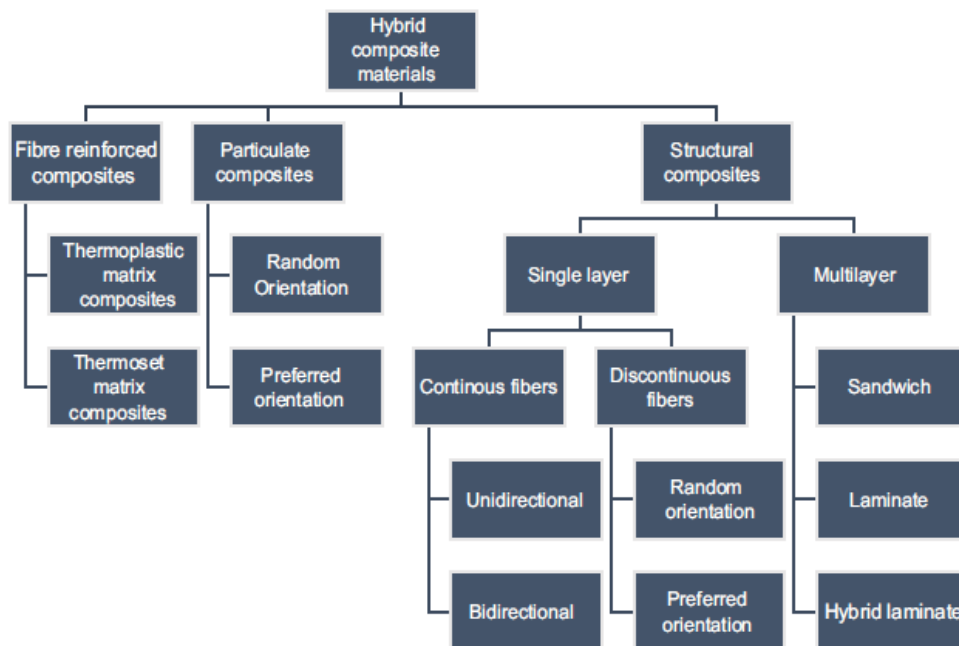 Hybrid
composite
materials
Fibre reinforced
composites
Particulate
composites
Structural
composites
Thermoplastic
matrix
composites
Random
Orientation
Single layer
Multilayer
Thermoset
matrix
composites
Preferred
orientation
Continous fibers
Discontinuous
fibers
Sandwich
Unidirectional
Random
orientation
Laminate
Bidirectional
Preferred
orientation
Hybrid laminate